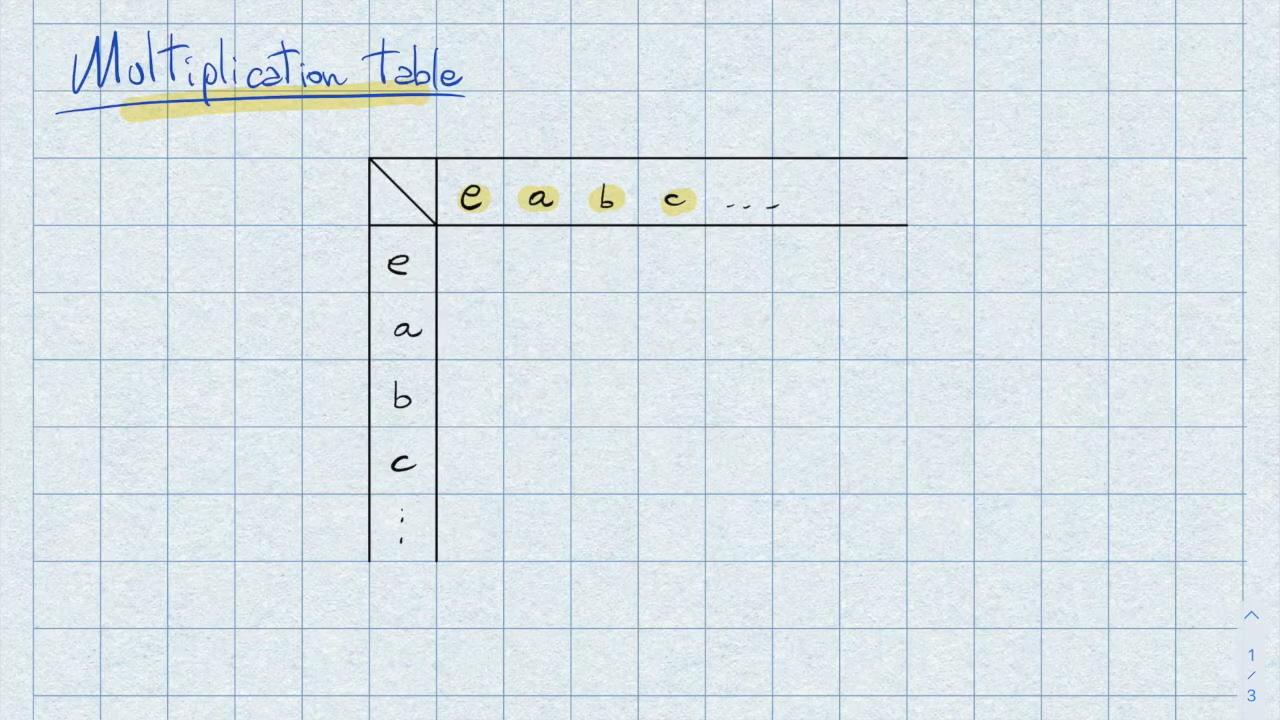 Multiplication Table
e a b c ...
e
a
b
c
⋮
1
/
3